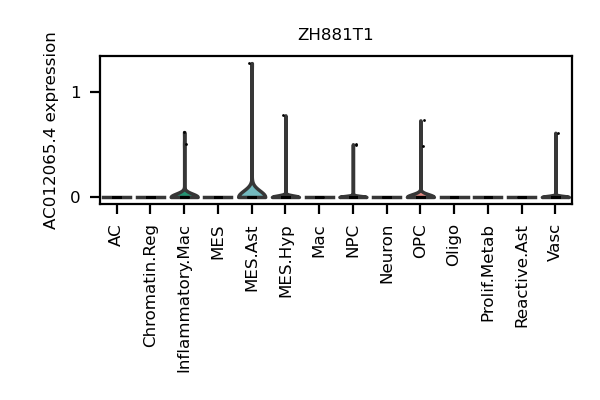 ZH881T1
AC012065.4 expression
1
0
AC
Chromatin.Reg
Inflammatory.Mac
MES
MES.Ast
MES.Hyp
Mac
NPC
Neuron
OPC
Oligo
Prolif.Metab
Reactive.Ast
Vasc